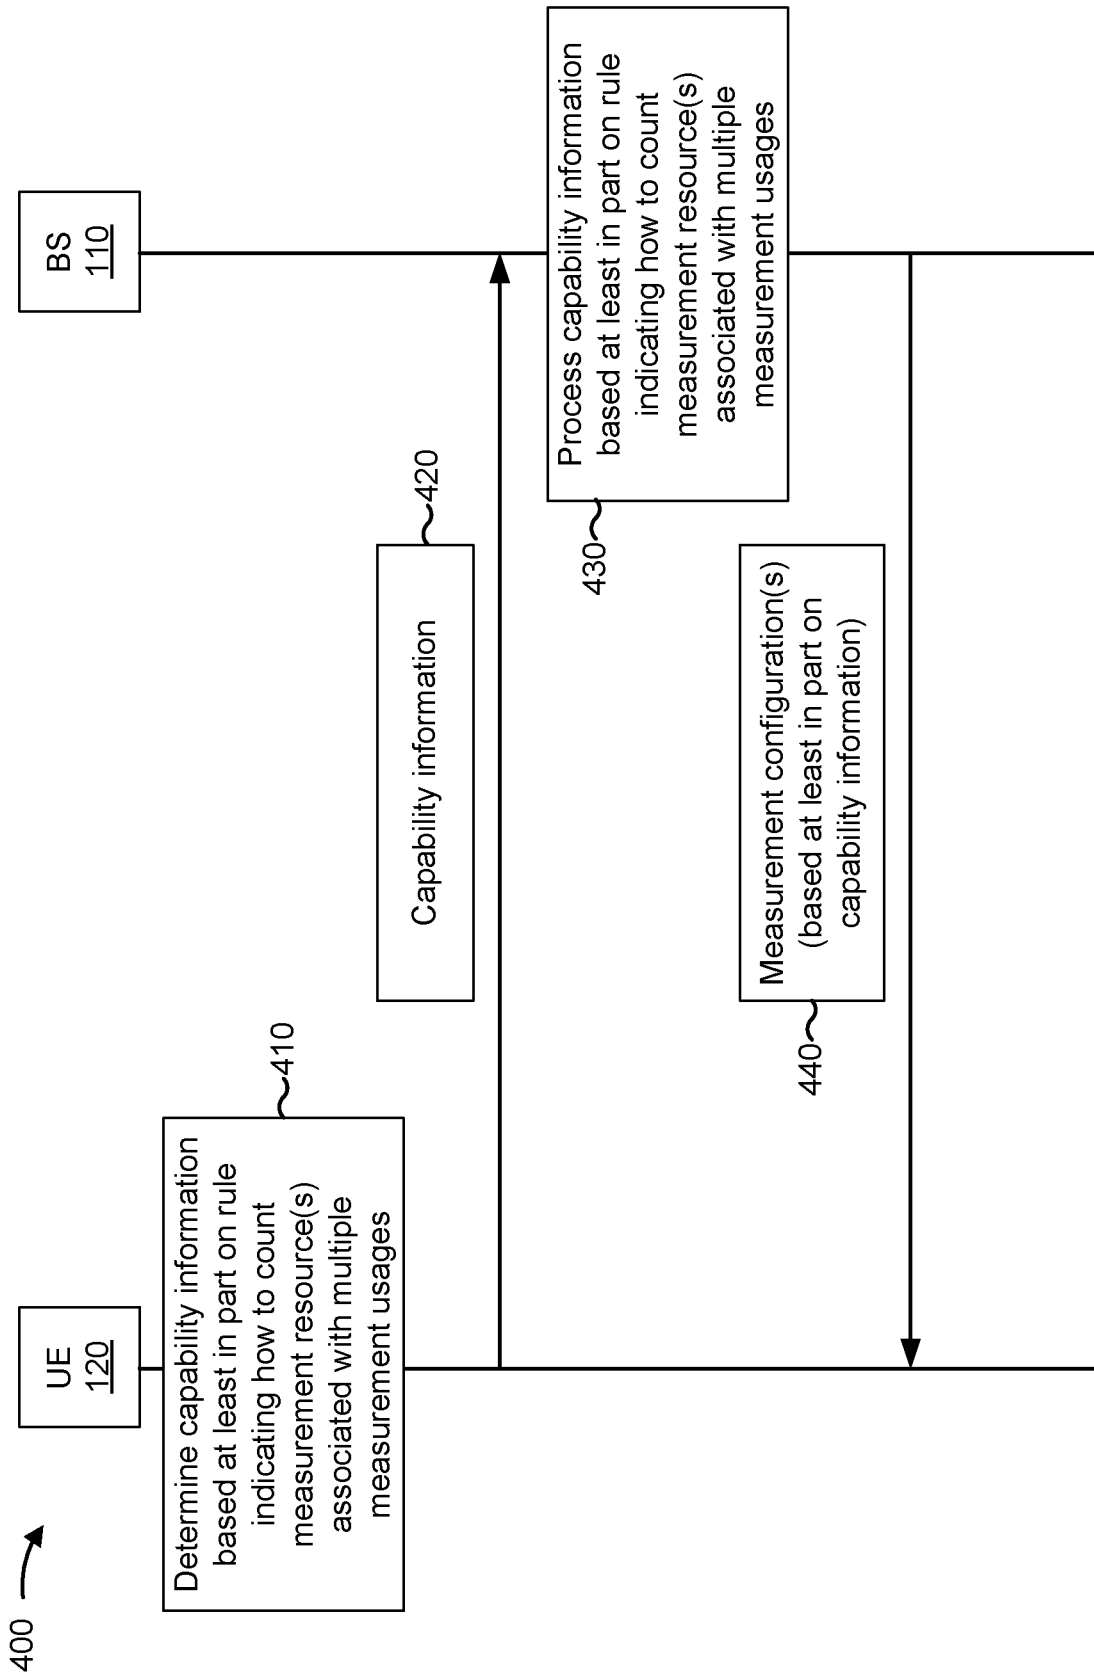 400
UE
120
BS
110
Determine capability information
based at least in part on rule
indicating how to count
measurement resource(s)
associated with multiple
measurement usages
410
Capability information
420
Process capability information
based at least in part on rule
indicating how to count
measurement resource(s)
associated with multiple
measurement usages
430
Measurement configuration(s)
(based at least in part on
capability information)
440